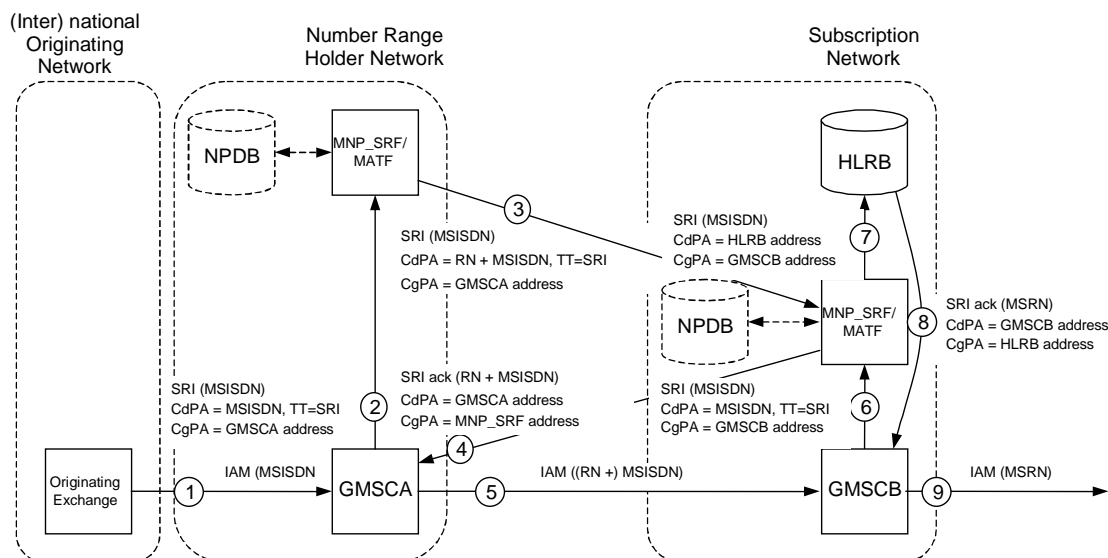 (Inter) national
Originating
Network
Number Range
Holder Network
Subscription
Network
NPDB
MNP_SRF/
MATF
HLRB
3
SRI (MSISDN)
CdPA = RN + MSISDN, TT=SRI
CgPA = GMSCA address
SRI (MSISDN)
CdPA = HLRB address
CgPA = GMSCB address
7
NPDB
MNP_SRF/
MATF
8
SRI ack (MSRN)
CdPA = GMSCB address
CgPA = HLRB address
SRI (MSISDN)
CdPA = MSISDN, TT=SRI
CgPA = GMSCA address
2
SRI ack (RN + MSISDN)
CdPA = GMSCA address
CgPA = MNP_SRF address
4
SRI (MSISDN)
CdPA = MSISDN, TT=SRI
CgPA = GMSCB address
6
Originating
Exchange
1
IAM (MSISDN
GMSCA
5
IAM ((RN +) MSISDN)
GMSCB
9
IAM (MSRN)